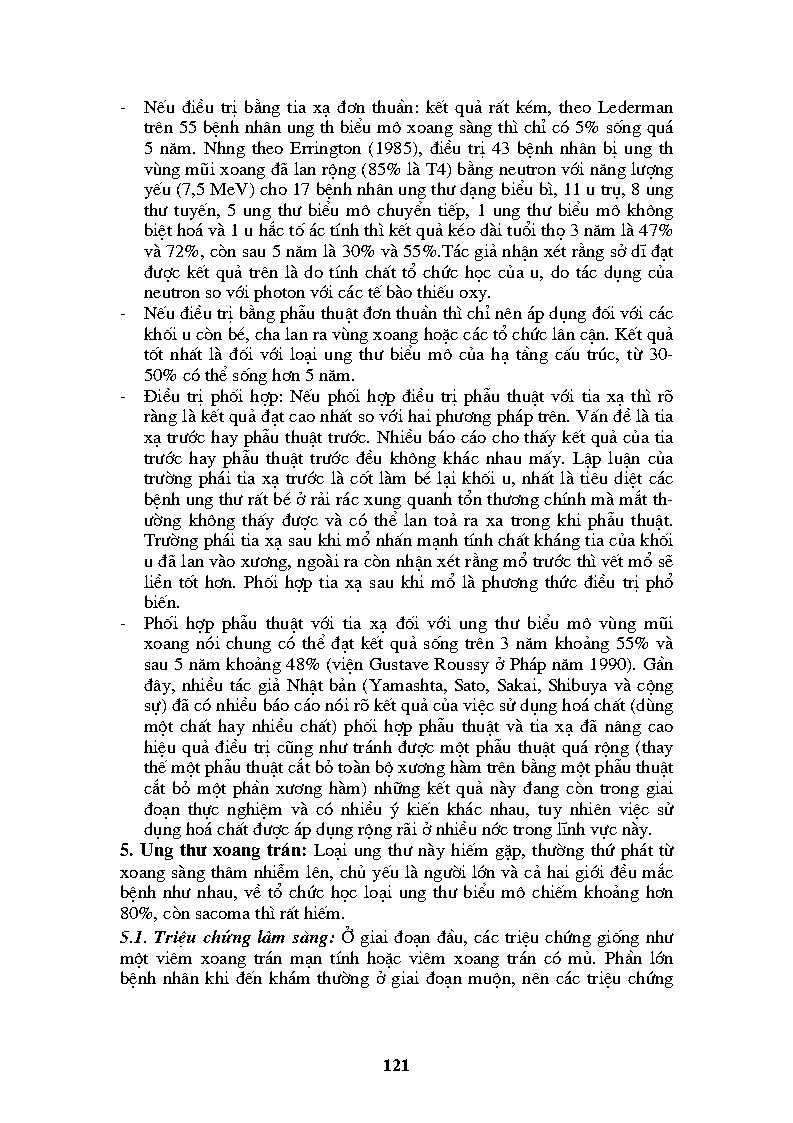 - Nếu điều trị bằng tia xạ đơn thuần: kết quả rất kém, theo Lederman
trên 55 bệnh nhân ung th biểu mô xoang sàng thì chỉ có 5% sống quá
5 năm. Nhng theo Errington (1985), điều trị 43 bệnh nhân bị ung th
vùng mũi xoang đã lan rộng (85% là T4) bằng neutron với năng lượng
yếu (7,5 MeV) cho 17 bệnh nhân ung thư dạng biểu bì, 11 u trụ, 8 ung
thư tuyến, 5 ung thư biểu mô chuyển tiếp, 1 ung thư biểu mô không
biệt hoá và 1 u hắc tố ác tính thì kết quả kéo dài tuổi thọ 3 năm là 47%
và 72%, còn sau 5 năm là 30% và 55%.Tác giả nhận xét rằng sở dĩ đạt
được kết quả trên là do tính chất tổ chức học của u, do tác dụng của
neutron so với photon với các tế bào thiếu oxy.
- Nếu điều trị bằng phẫu thuật đơn thuần thì chỉ nên áp dụng đối với các
khối u còn bé, cha lan ra vùng xoang hoặc các tổ chức lân cận. Kết quả
tốt nhất là đối với loại ung thư biểu mô của hạ tầng cấu trúc, từ 30-
50% có thể sống hơn 5 năm.
- Điều trị phối hợp: Nếu phối hợp điều trị phẫu thuật với tia xạ thì rõ
ràng là kết quả đạt cao nhất so với hai phương pháp trên. Vấn đề là tia
xạ trước hay phẫu thuật trước. Nhiều báo cáo cho thấy kết quả của tia
trước hay phẫu thuật trước đều không khác nhau mấy. Lập luận của
trường phái tia xạ trước là cốt làm bé lại khối u, nhất là tiêu diệt các
bệnh ung thư rất bé ở rải rác xung quanh tổn thương chính mà mắt th-
ường không thấy được và có thể lan toả ra xa trong khi phẫu thuật.
Trường phái tia xạ sau khi mổ nhấn mạnh tính chất kháng tia của khối
u đã lan vào xương, ngoài ra còn nhận xét rằng mổ trước thì vết mổ sẽ
liền tốt hơn. Phối hợp tia xạ sau khi mổ là phương thức điều trị phổ
biến.
- Phối hợp phẫu thuật với tia xạ đối với ung thư biểu mô vùng mũi
xoang nói chung có thể đạt kết quả sống trên 3 năm khoảng 55% và
sau 5 năm khoảng 48% (viện Gustave Roussy ở Pháp năm 1990). Gần
đây, nhiều tác giả Nhật bản (Yamashta, Sato, Sakai, Shibuya và cộng
sự) đã có nhiều báo cáo nói rõ kết quả của việc sử dụng hoá chất (dùng
một chất hay nhiều chất) phối hợp phẫu thuật và tia xạ đã nâng cao
hiệu quả điều trị cũng như tránh được một phẫu thuật quá rộng (thay
thế một phẫu thuật cắt bỏ toàn bộ xương hàm trên bằng một phẫu thuật
cắt bỏ một phần xương hàm) những kết quả này đang còn trong giai
đoạn thực nghiệm và có nhiều ý kiến khác nhau, tuy nhiên việc sử
dụng hoá chất được áp dụng rộng rãi ở nhiều nớc trong lĩnh vực này.
5. Ung thư xoang trán: Loại ung thư này hiếm gặp, thường thứ phát từ
xoang sàng thâm nhiễm lên, chủ yếu là người lớn và cả hai giới đều mắc
bệnh như nhau, về tổ chức học loại ung thư biểu mô chiếm khoảng hơn
80%, còn sacoma thì rất hiếm.
5.1. Triệu chứng lâm sàng: Ở giai đoạn đầu, các triệu chứng giống như
một viêm xoang trán mạn tính hoặc viêm xoang trán có mủ. Phần lớn
bệnh nhân khi đến khám thường ở giai đoạn muộn, nên các triệu chứng
121